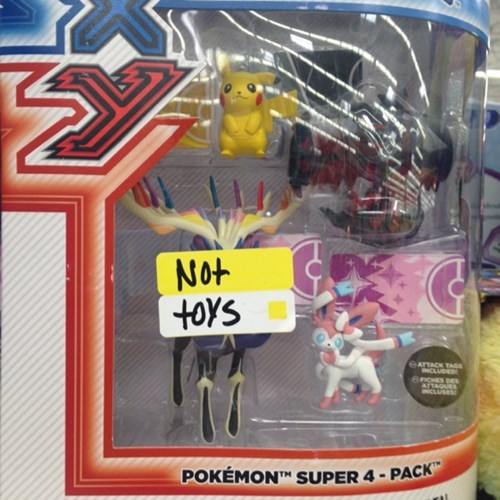 X
Y
Not
toys
ATTACK TAGS
INCLUDED!
FICHES DES
ATTAQUES
INCLUSES!
POKÉMON™ SUPER 4 - PACK™